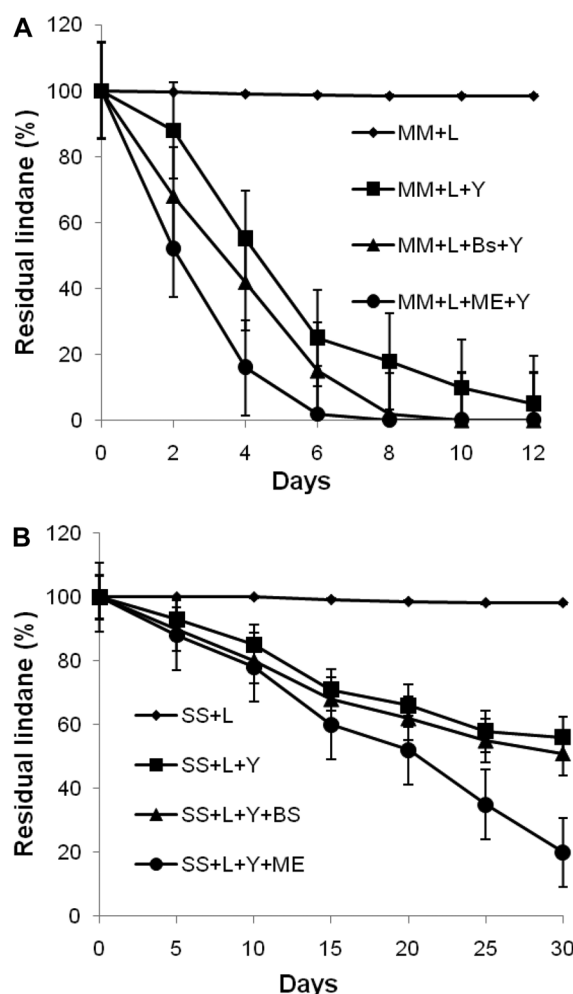 A
120
100
80
60
40
20
0
Residual lindane (%)
MM+L
MM+L+Y
MM+L+Bs+Y
MM+L+ME+Y
0 2 4 6 8 10 12
Days
B
120
100
80
60
40
20
0
Residual lindane (%)
SS+L
SS+L+Y
SS+L+Y+BS
SS+L+Y+ME
0 5 10 15 20 25 30
Days